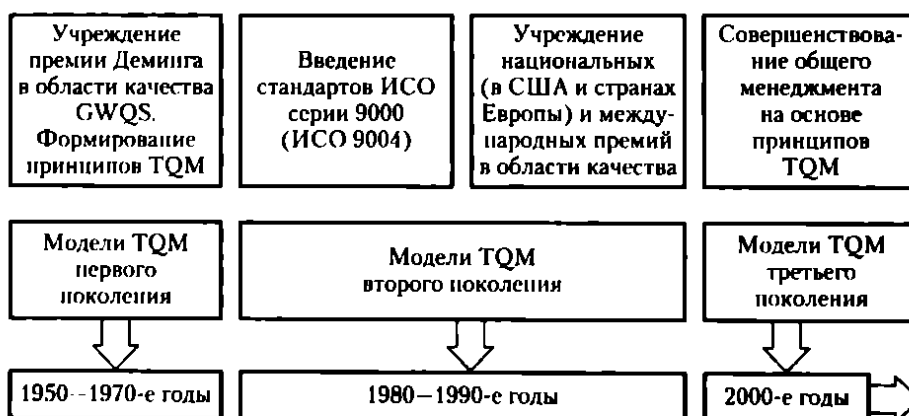 Учреждение
премии Деминга
в области качества
GWQS.
Формирование
принципов TQM
Введение
стандартов ИСО
серии 9000
(ИСО 9004)
Учреждение
национальных
(в США и странах
Европы) и между-
народных премий
в области качества
Совершенствова-
ние общего
менеджмента
на основе
принципов
TQM
Модели TQM
первого
поколения
Модели TQM
второго поколения
Модели TQM
третьего
поколения
1950--1970-е годы
1980—1990-е годы
2000-е годы